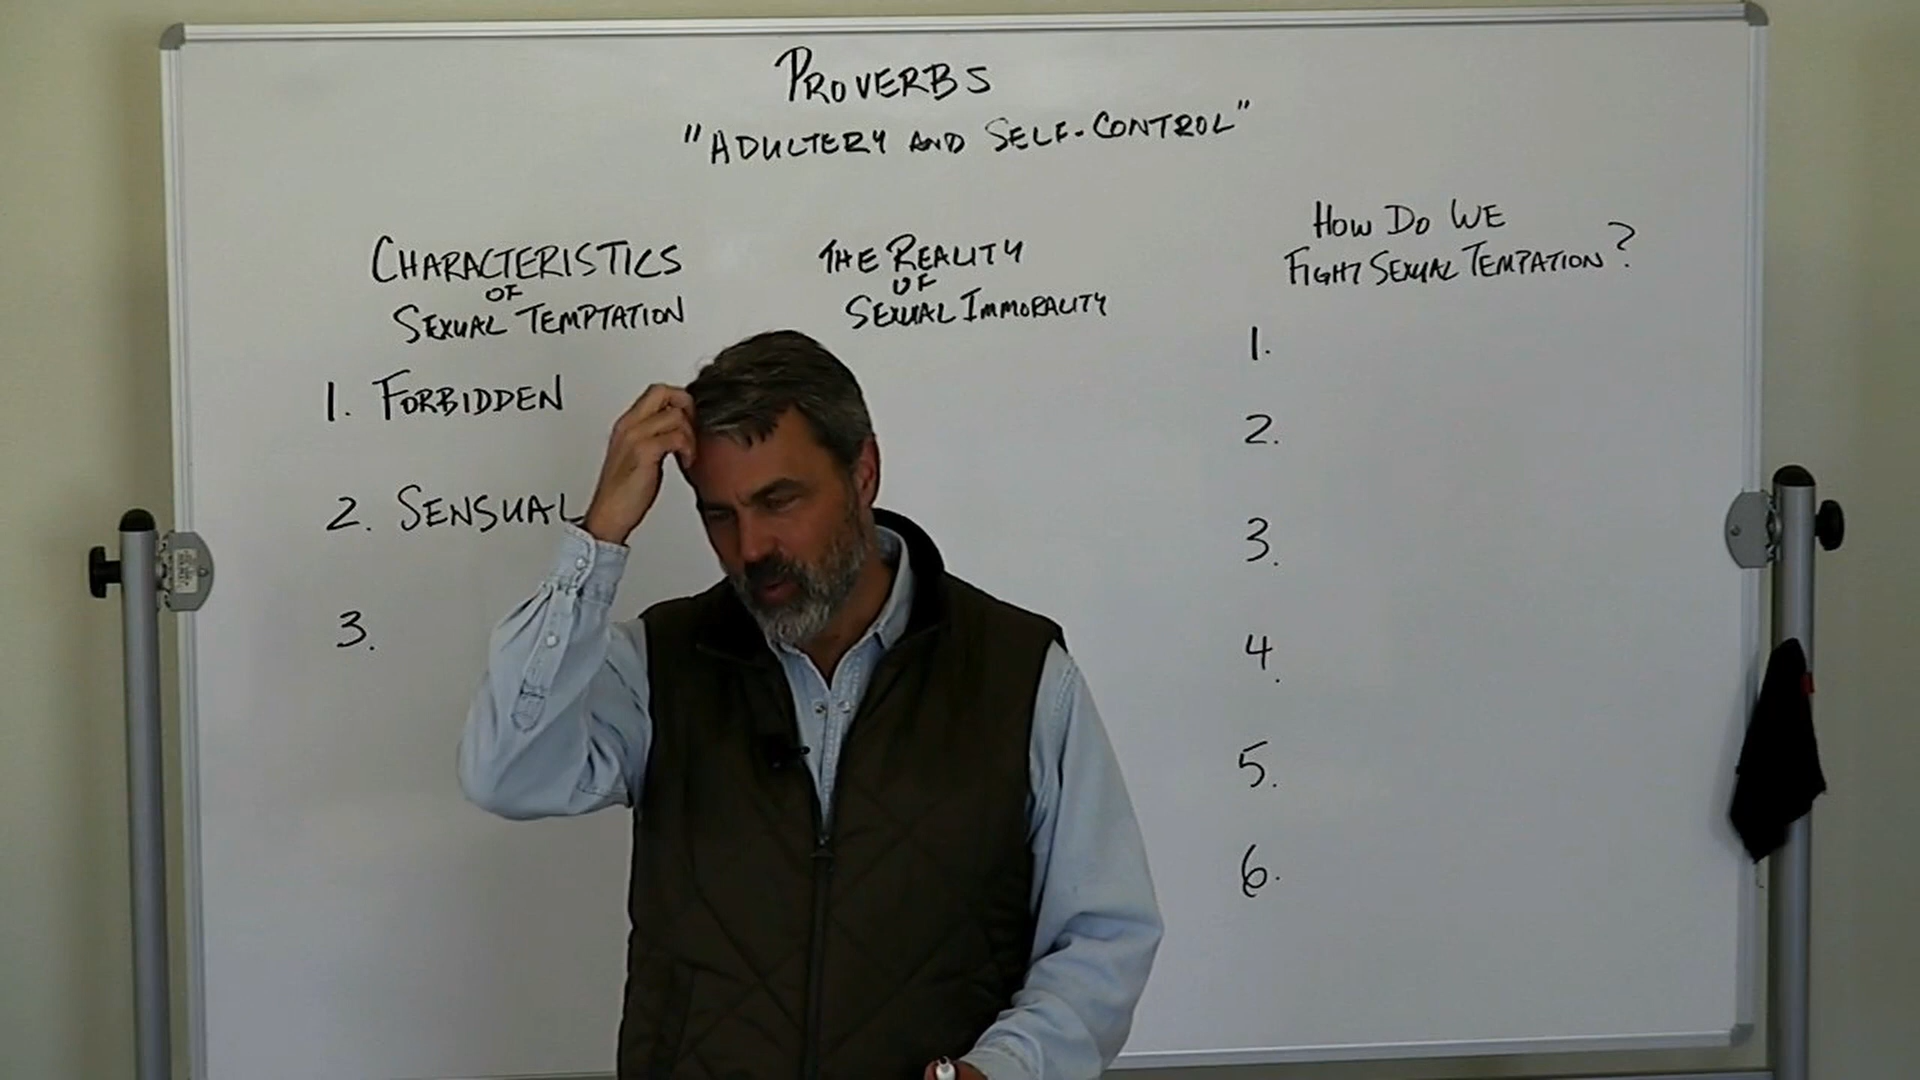 PROVERBS
"ADULTERY AND SELF-CONTROL"
CHARACTERISTICS
OF
SEXUAL TEMPTATION
1. FORBIDDEN
2. SENSUAL
3.
THE REALITY
OF
SEXUAL IMMORALITY
HOW DO WE
FIGHT SEXUAL TEMPTATION?
1.
2.
3.
4.
5.
6.